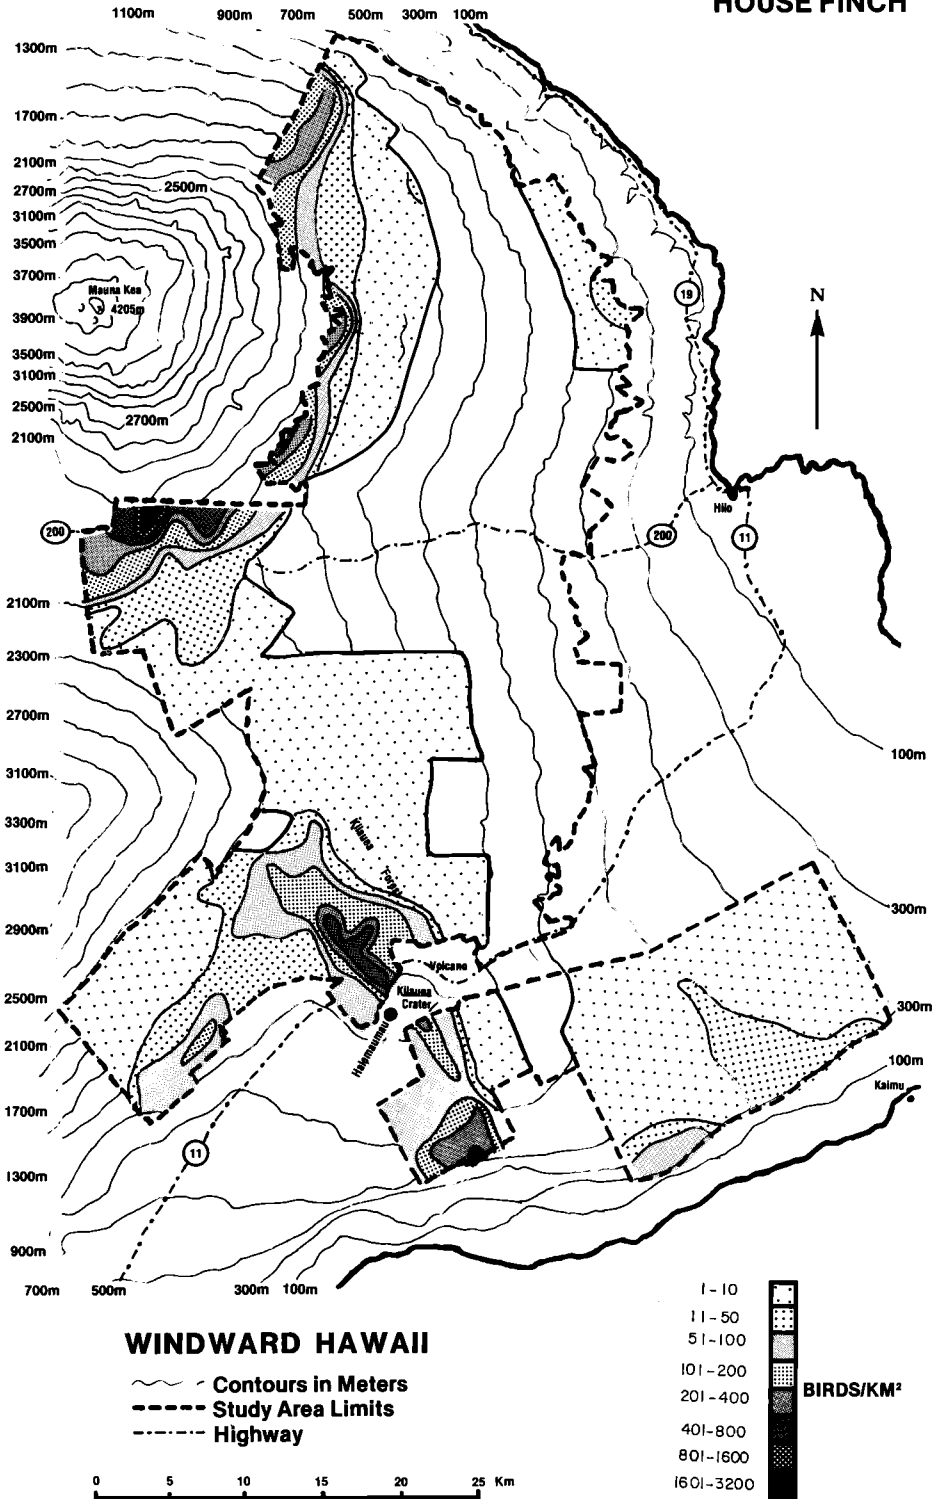 HOUSE FINCH
1100m
900m
700m
500m
300m
100m
1300m
1700m
2100m
2700m
2500m
3100m
3500m
3700m
Mauna Kea
4205m
3900m
3500m
3100m
2500m
2700m
2100m
19
N
Hilo
200
200
11
2100m
2300m
2700m
100m
3100m
3300m
Kilauea
Forest
3100m
2900m
300m
Volcano
2500m
Kilauea
Crater
300m
Halemaumau
2100m
100m
Kaimu
1700m
11
1300m
900m
700m
500m
300m
100m
WINDWARD HAWAII
Contours in Meters
Study Area Limits
Highway
0 5 10 15 20 25 Km
1-10
11-50
51-100
101-200
201-400
401-800
801-1600
1601-3200
BIRDS/KM²